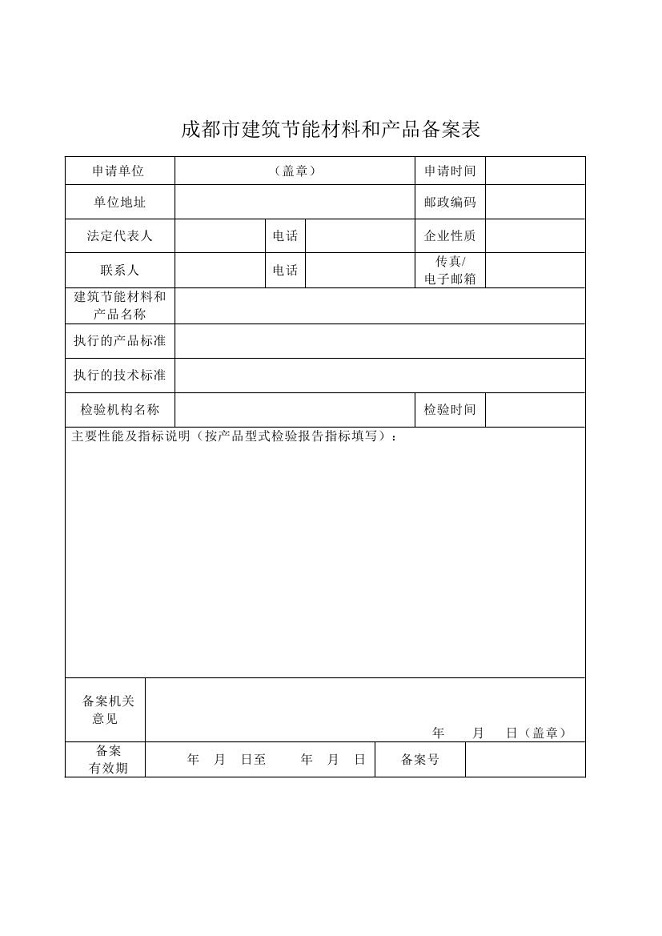 成都市建筑节能材料和产品备案表
申请单位 （盖章） 申请时间
单位地址 邮政编码
法定代表人 电话 企业性质
联系人 电话 传真/
电子邮箱
建筑节能材料和
产品名称
执行的产品标准
执行的技术标准
检验机构名称 检验时间
主要性能及指标说明（按产品型式检验报告指标填写）：
备案机关
意见
年 月 日（盖章）
备案
有效期
年 月 日至 年 月 日 备案号